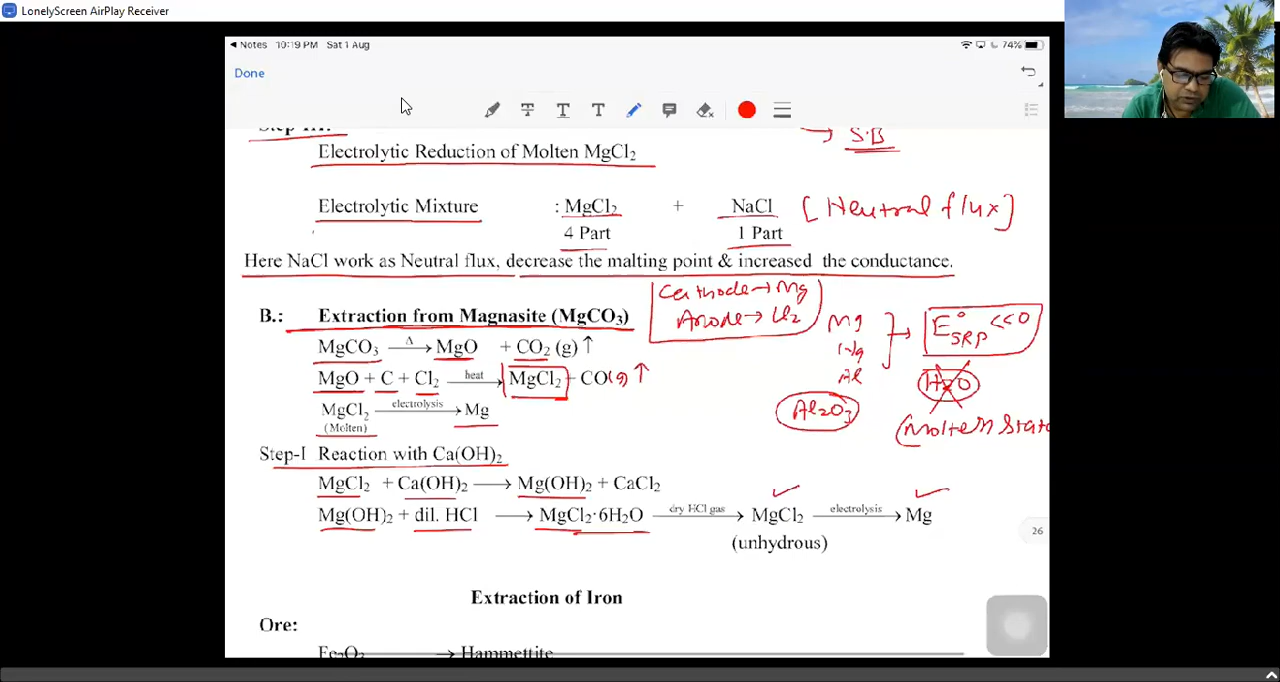 LonelyScreen AirPlay Receiver
Notes 10:19 PM Sat 1 Aug 74%
Done
Step-III:
→ S.B
Electrolytic Reduction of Molten MgCl₂
Electrolytic Mixture : MgCl₂ + NaCl [Neutral flux]
4 Part 1 Part
Here NaCl work as Neutral flux, decrease the malting point & increased the conductance.
Cathode → Mg
Anode → Cl₂
B.: Extraction from Magnasite (MgCO₃)
Mg
Al
E°SRP <<0
MgCO₃ —Δ→ MgO + CO₂ (g)↑
MgO + C + Cl₂ —heat→ MgCl₂ + CO(g)↑
H₂O
MgCl₂ —electrolysis→ Mg
(Molten)
Al₂O₃
(Molten State
Step-I Reaction with Ca(OH)₂
MgCl₂ + Ca(OH)₂ ⟶ Mg(OH)₂ + CaCl₂
Mg(OH)₂ + dil. HCl ⟶ MgCl₂·6H₂O —dry HCl gas→ MgCl₂ —electrolysis→ Mg
(unhydrous)
26
Extraction of Iron
Ore:
Fe₂O₃ ⟶ Hammettite